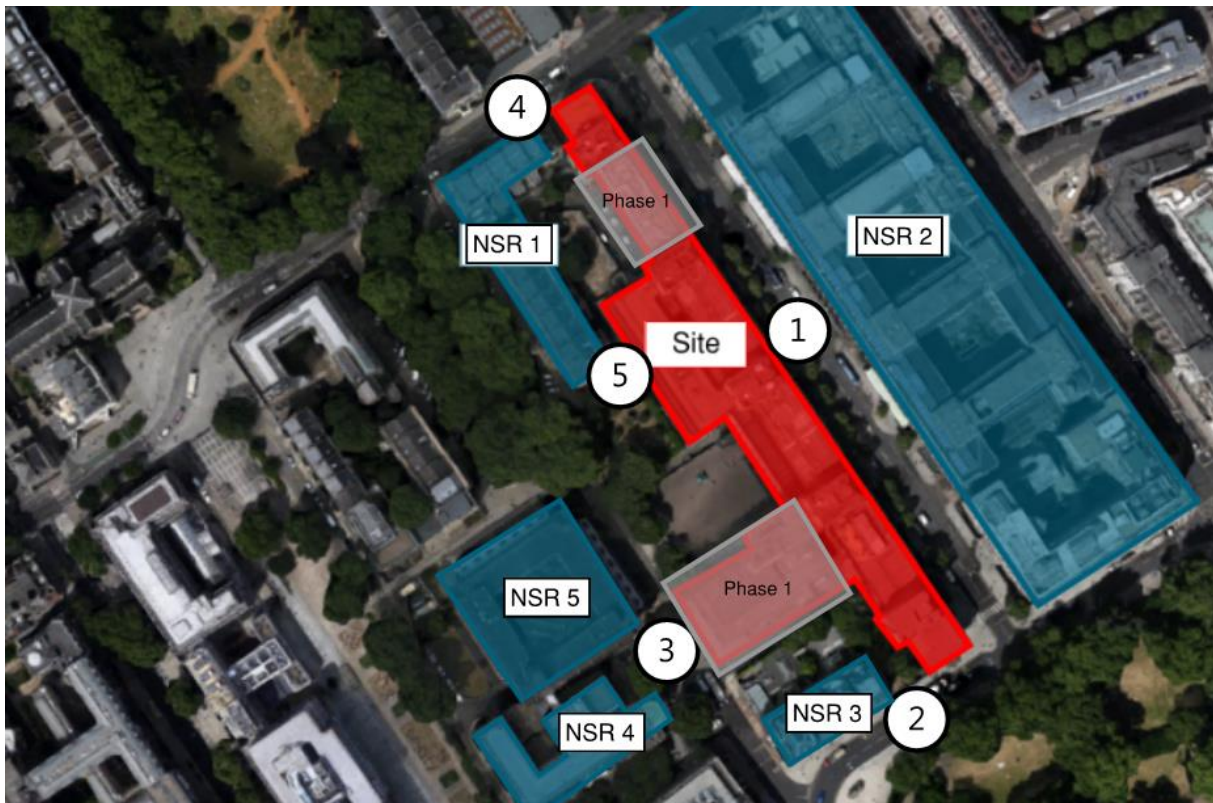 4
Phase 1
NSR 1
NSR 2
1
Site
5
Phase 1
NSR 5
3
NSR 3
2
NSR 4